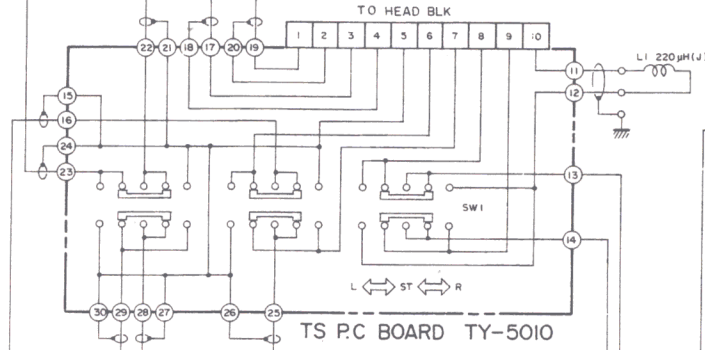 TO HEAD BLK
1 2 3 4 5 6 7 8 9 10
22 21 18 17 20 19
L1 220μH(J)
11
12
15
16
24
23
13
SW1
14
L ST R
30 29 28 27 26 25
TS P.C BOARD TY-5010